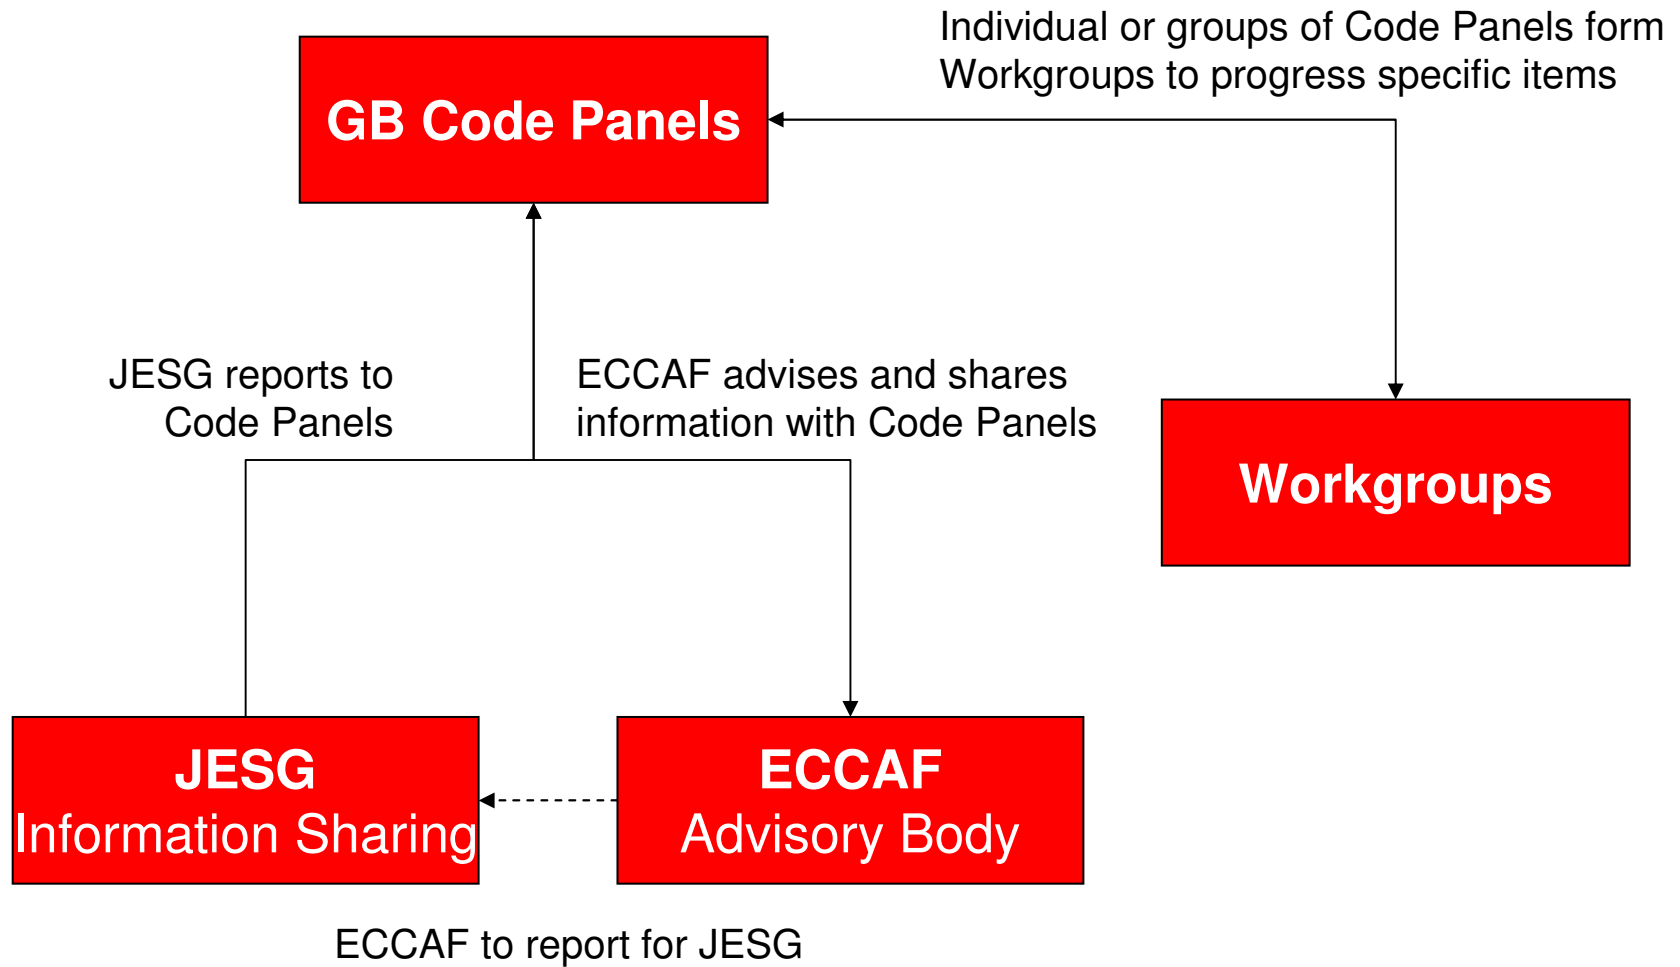 Individual or groups of Code Panels form
Workgroups to progress specific items
GB Code Panels
JESG reports to
Code Panels
ECCAF advises and shares
information with Code Panels
Workgroups
JESG
Information Sharing
ECCAF
Advisory Body
ECCAF to report for JESG